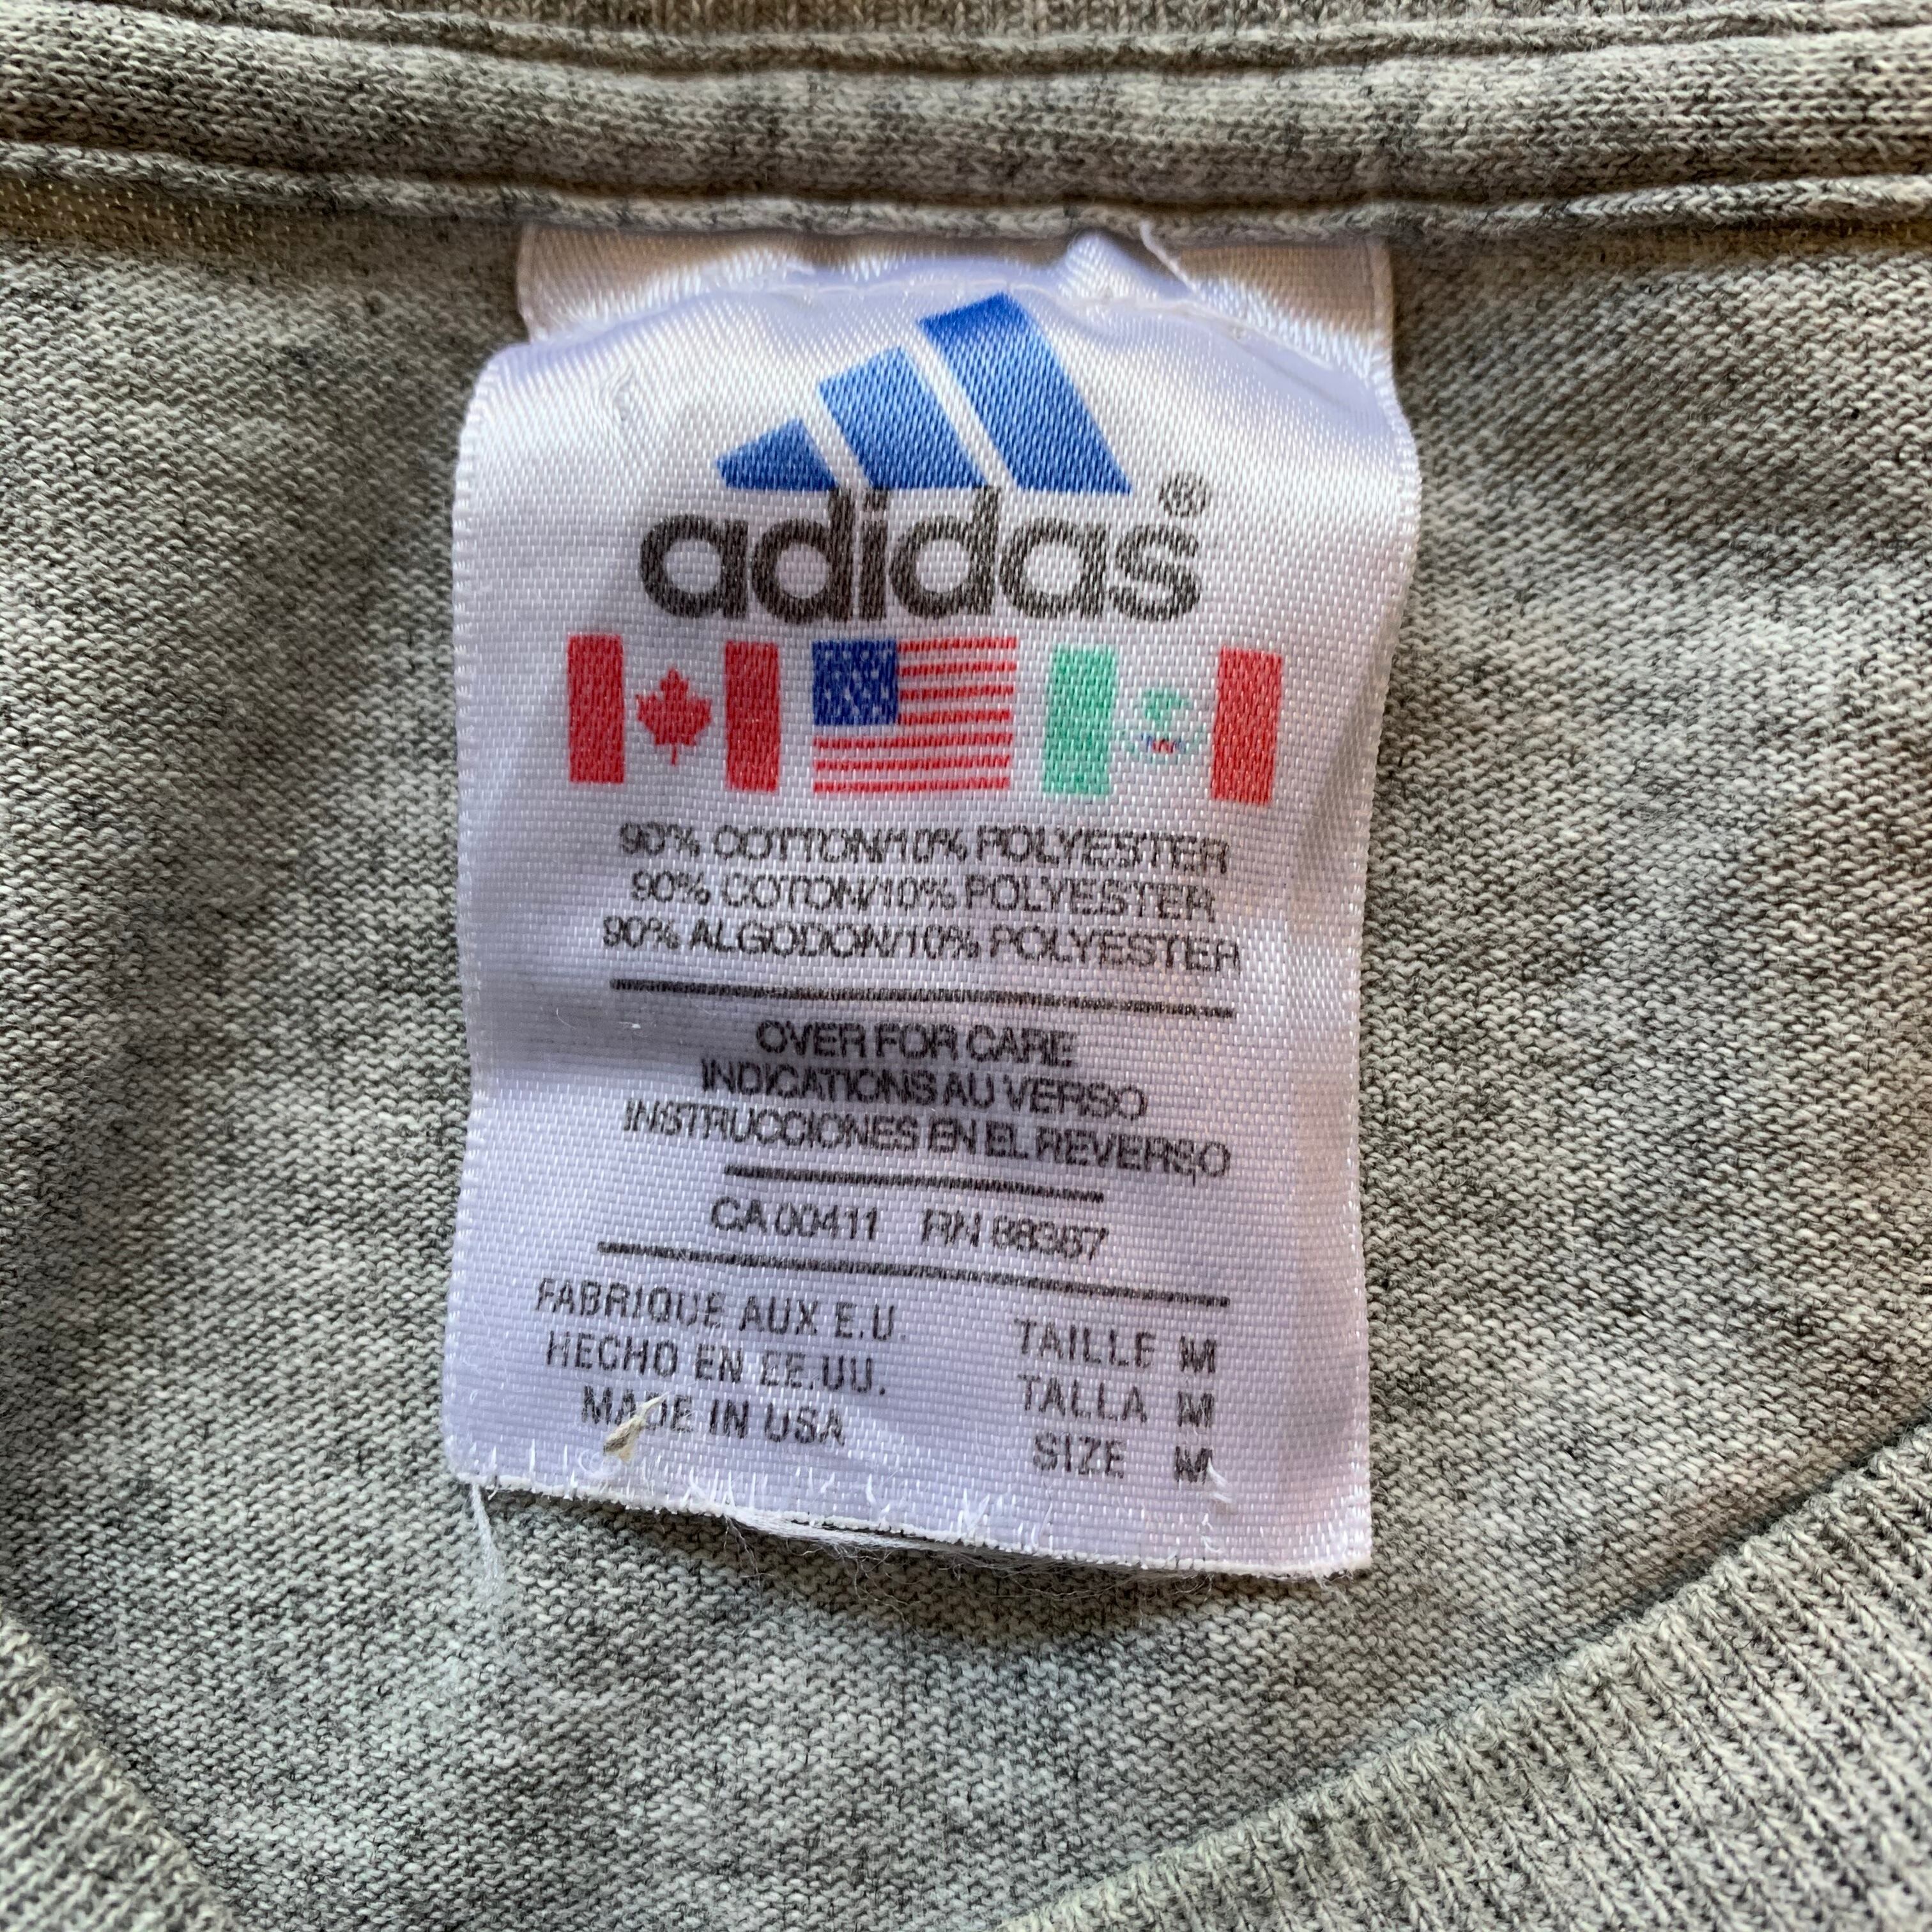 adidas®
90% COTTON/10% POLYESTER
90% COTON/10% POLYESTER
90% ALGODON/10% POLYESTER
OVER FOR CARE
INDICATIONS AU VERSO
INSTRUCCIONES EN EL REVERSO
CA 00411 RN 88387
FABRIQUE AUX E.U. TAILLE M
HECHO EN EE.UU. TALLA M
MADE IN USA SIZE M